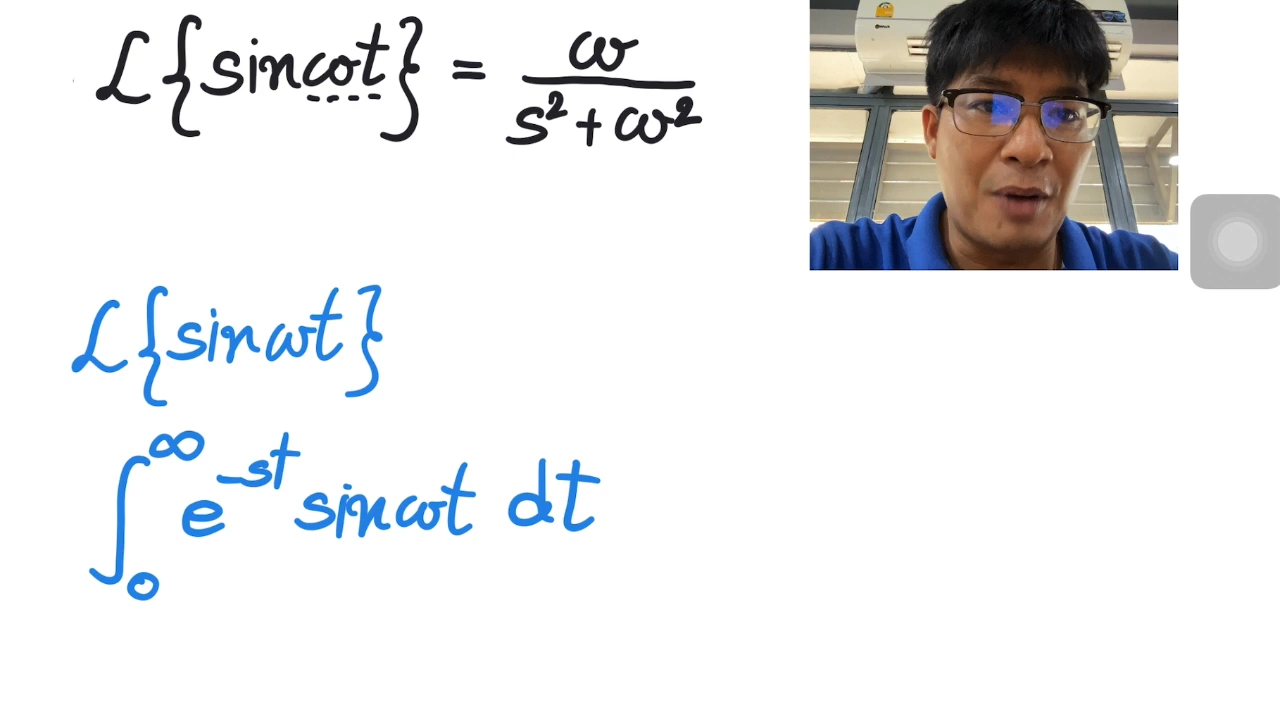 ℒ{sinωt} = ω/(s²+ω²)
ℒ{sinωt}
∫₀^∞ e^-st sinωt dt